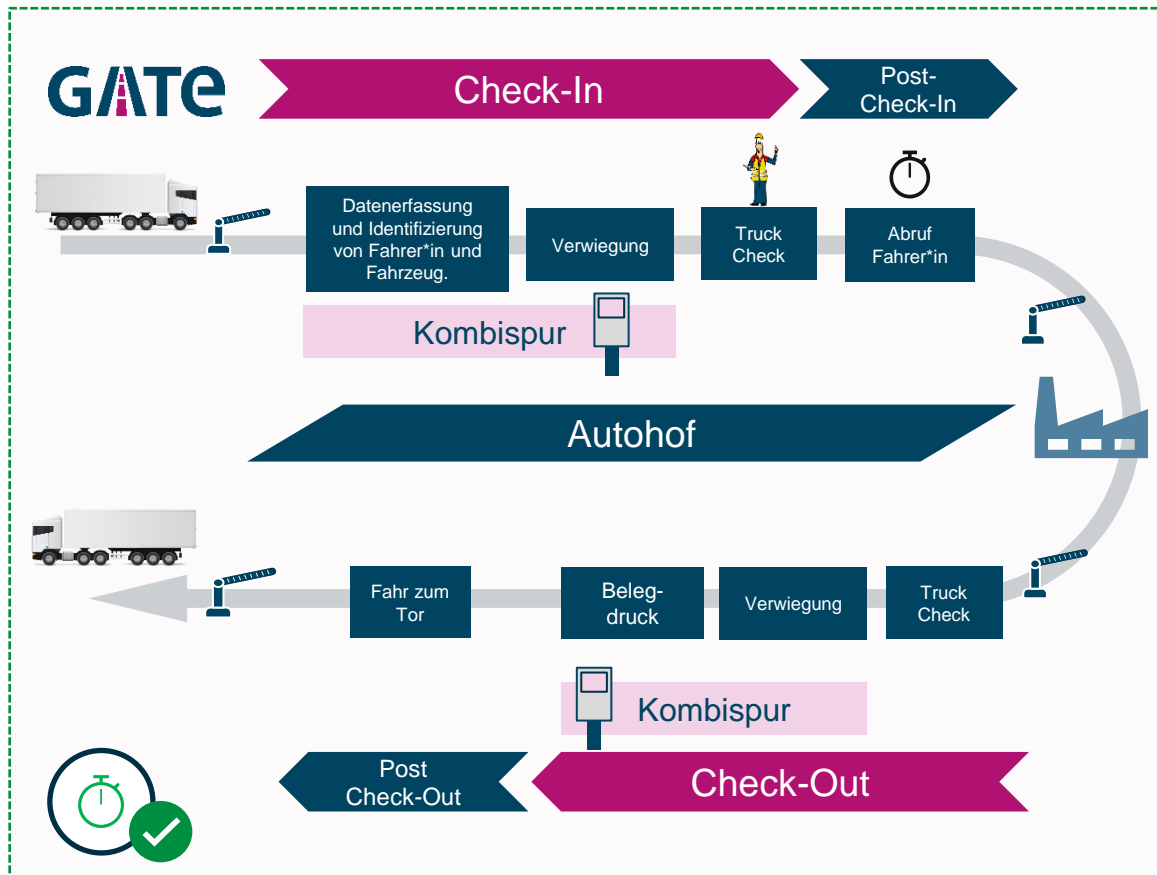 GATE
Check-In
Post-
Check-In
Datenerfassung
und Identifizierung
von Fahrer*in und
Fahrzeug.
Verwiegung
Truck
Check
Abruf
Fahrer*in
Kombispur
Autohof
Fahr zum
Tor
Beleg-
druck
Verwiegung
Truck
Check
Kombispur
Post
Check-Out
Check-Out